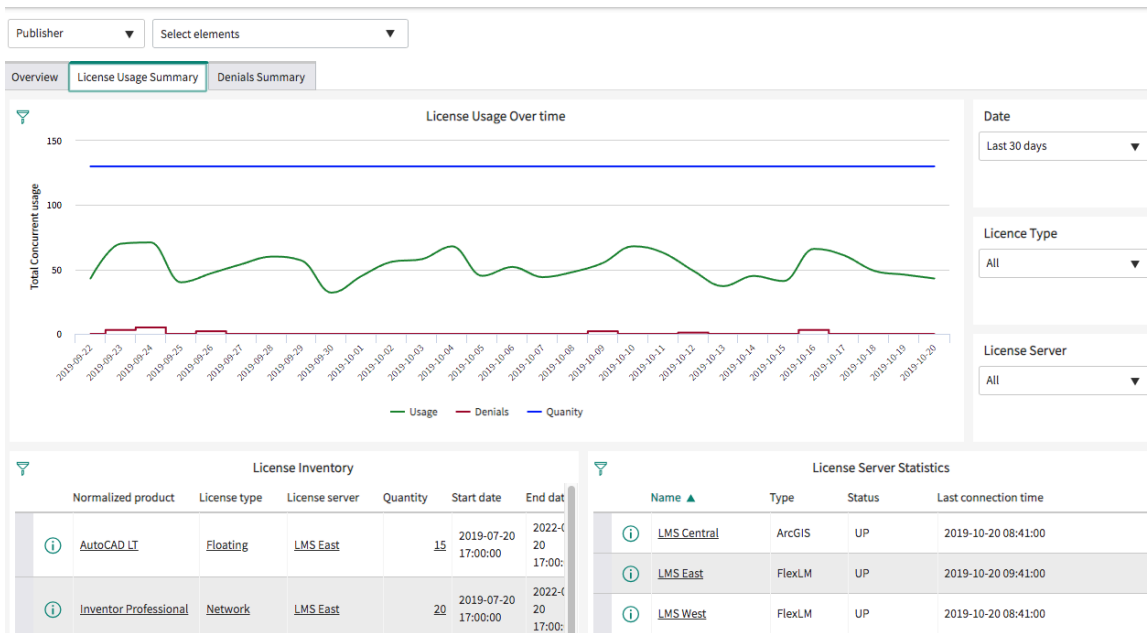 Publisher
Select elements
Overview
License Usage Summary
Denials Summary
License Usage Over time
Total Concurrent usage
150
100
50
0
2019-09-22
2019-09-23
2019-09-24
2019-09-25
2019-09-26
2019-09-27
2019-09-28
2019-09-29
2019-09-30
2019-10-01
2019-10-02
2019-10-03
2019-10-04
2019-10-05
2019-10-06
2019-10-07
2019-10-08
2019-10-09
2019-10-10
2019-10-11
2019-10-12
2019-10-13
2019-10-14
2019-10-15
2019-10-16
2019-10-17
2019-10-18
2019-10-19
2019-10-20
Usage Denials Quanity
Date
Last 30 days
Licence Type
All
License Server
All
License Inventory
Normalized product License type License server Quantity Start date End dat
AutoCAD LT Floating LMS East 15 2019-07-20 17:00:00 2022-0 20 17:00:
Inventor Professional Network LMS East 20 2019-07-20 17:00:00 2022-0 20 17:00:
License Server Statistics
Name ▲ Type Status Last connection time
LMS Central ArcGIS UP 2019-10-20 08:41:00
LMS East FlexLM UP 2019-10-20 09:41:00
LMS West FlexLM UP 2019-10-20 08:41:00